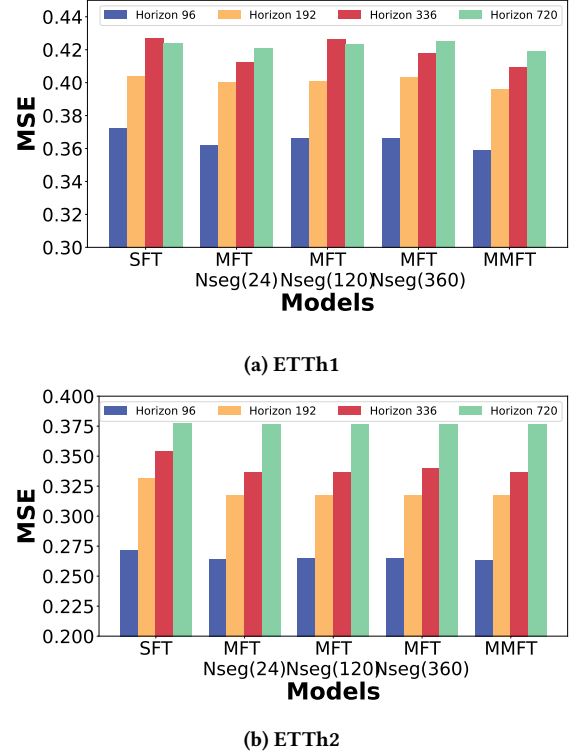 Horizon 96 Horizon 192 Horizon 336 Horizon 720
0.44
0.42
0.40
0.38
0.36
0.34
0.32
0.30
MSE
SFT MFT MFT MFT MMFT
Nseg(24) Nseg(120) Nseg(360)
Models
(a) ETTh1
0.400
Horizon 96 Horizon 192 Horizon 336 Horizon 720
0.375
0.350
0.325
0.300
0.275
0.250
0.225
0.200
MSE
SFT MFT MFT MFT MMFT
Nseg(24) Nseg(120) Nseg(360)
Models
(b) ETTh2